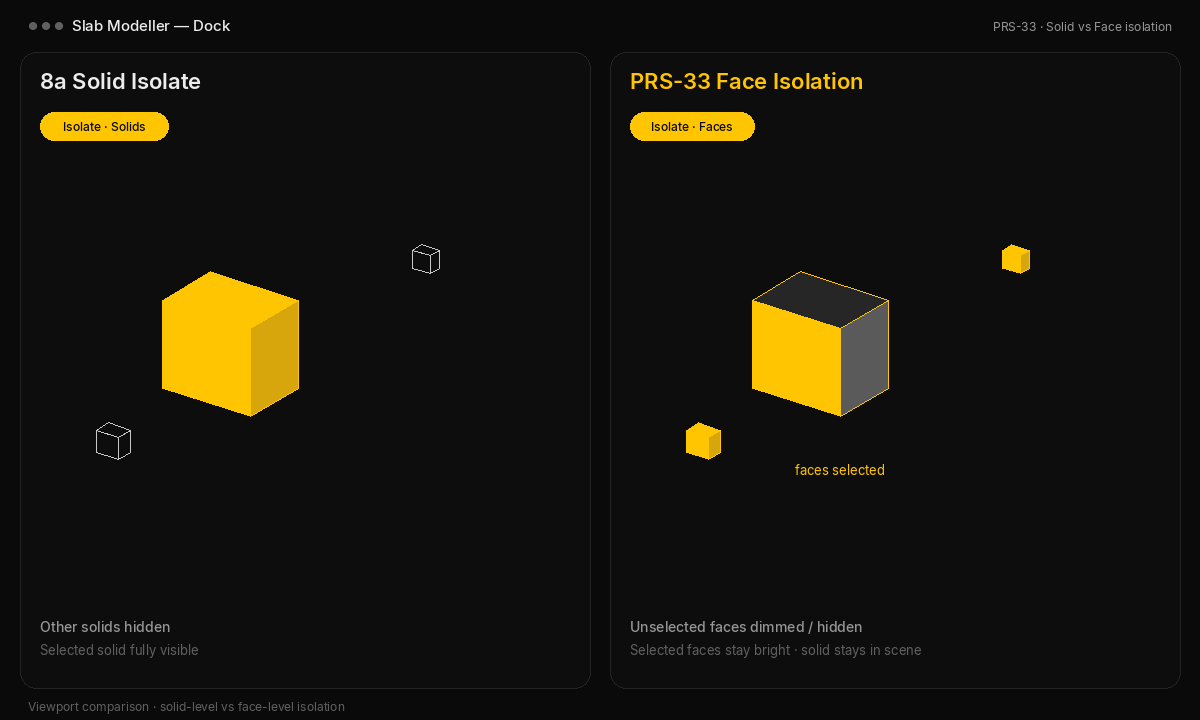 Slab Modeller — Dock
PRS-33 · Solid vs Face isolation
8a Solid Isolate
Isolate · Solids
Other solids hidden
Selected solid fully visible
PRS-33 Face Isolation
Isolate · Faces
faces selected
Unselected faces dimmed / hidden
Selected faces stay bright · solid stays in scene
Viewport comparison · solid-level vs face-level isolation